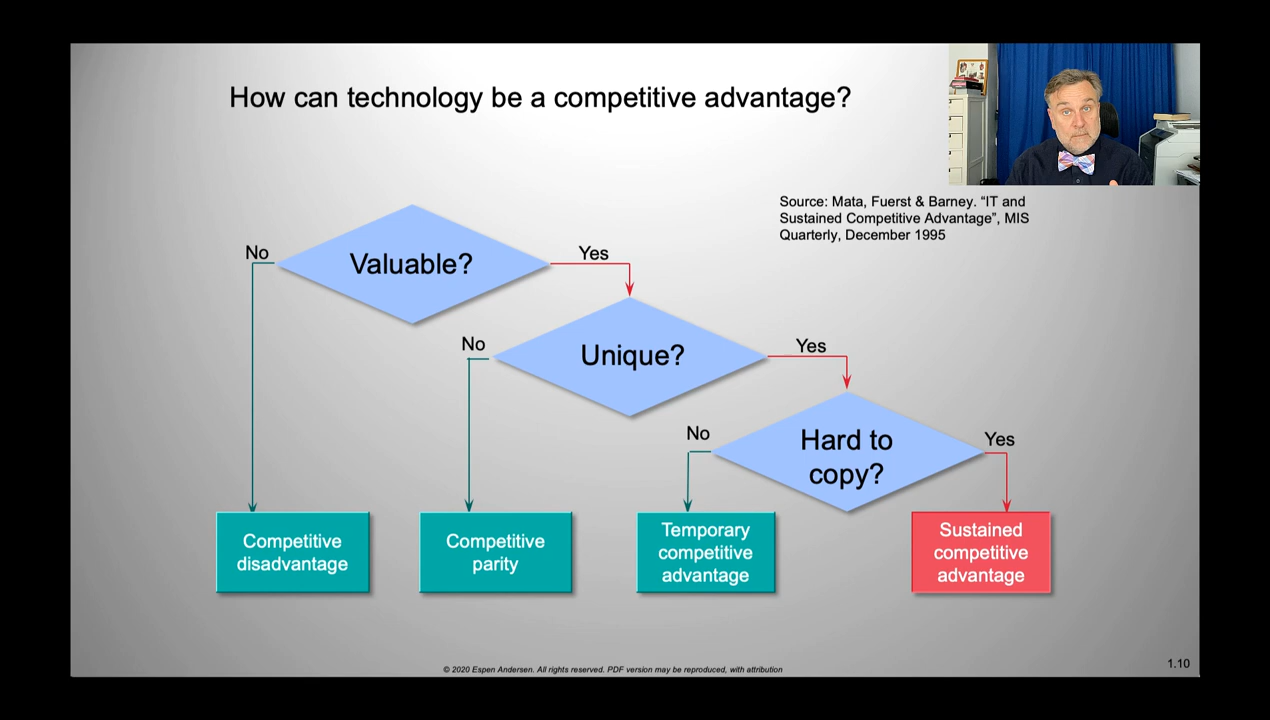 How can technology be a competitive advantage?
Source: Mata, Fuerst & Barney. “IT and
Sustained Competitive Advantage”, MIS
Quarterly, December 1995
No
Valuable?
Yes
No
Unique?
Yes
No
Hard to
copy?
Yes
Competitive
disadvantage
Competitive
parity
Temporary
competitive
advantage
Sustained
competitive
advantage
© 2020 Espen Andersen. All rights reserved. PDF version may be reproduced, with attribution
1.10